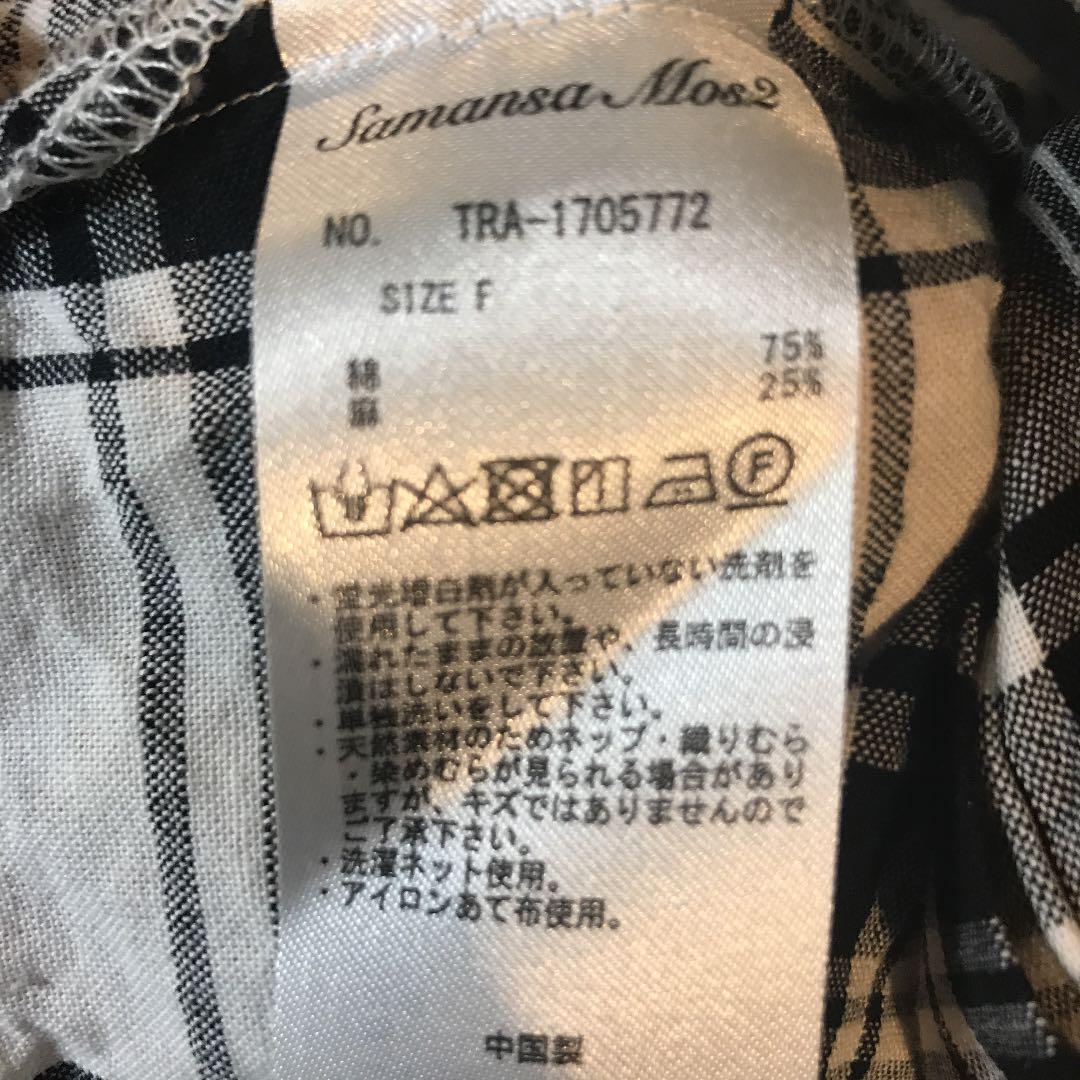 Samansa Mos2
NO. TRA-1705772
SIZE F
綿 75%
麻 25%
F
・蛍光増白剤が入っていない洗剤を
使用して下さい。
・濡れたままの放置や、長時間の浸
漬はしないで下さい。
・単独洗いをして下さい。
・天然素材のためネップ・織りむら
・染めむらが見られる場合があり
ますが、キズではありませんので
ご了承下さい。
・洗濯ネット使用。
・アイロンあて布使用。
中国製